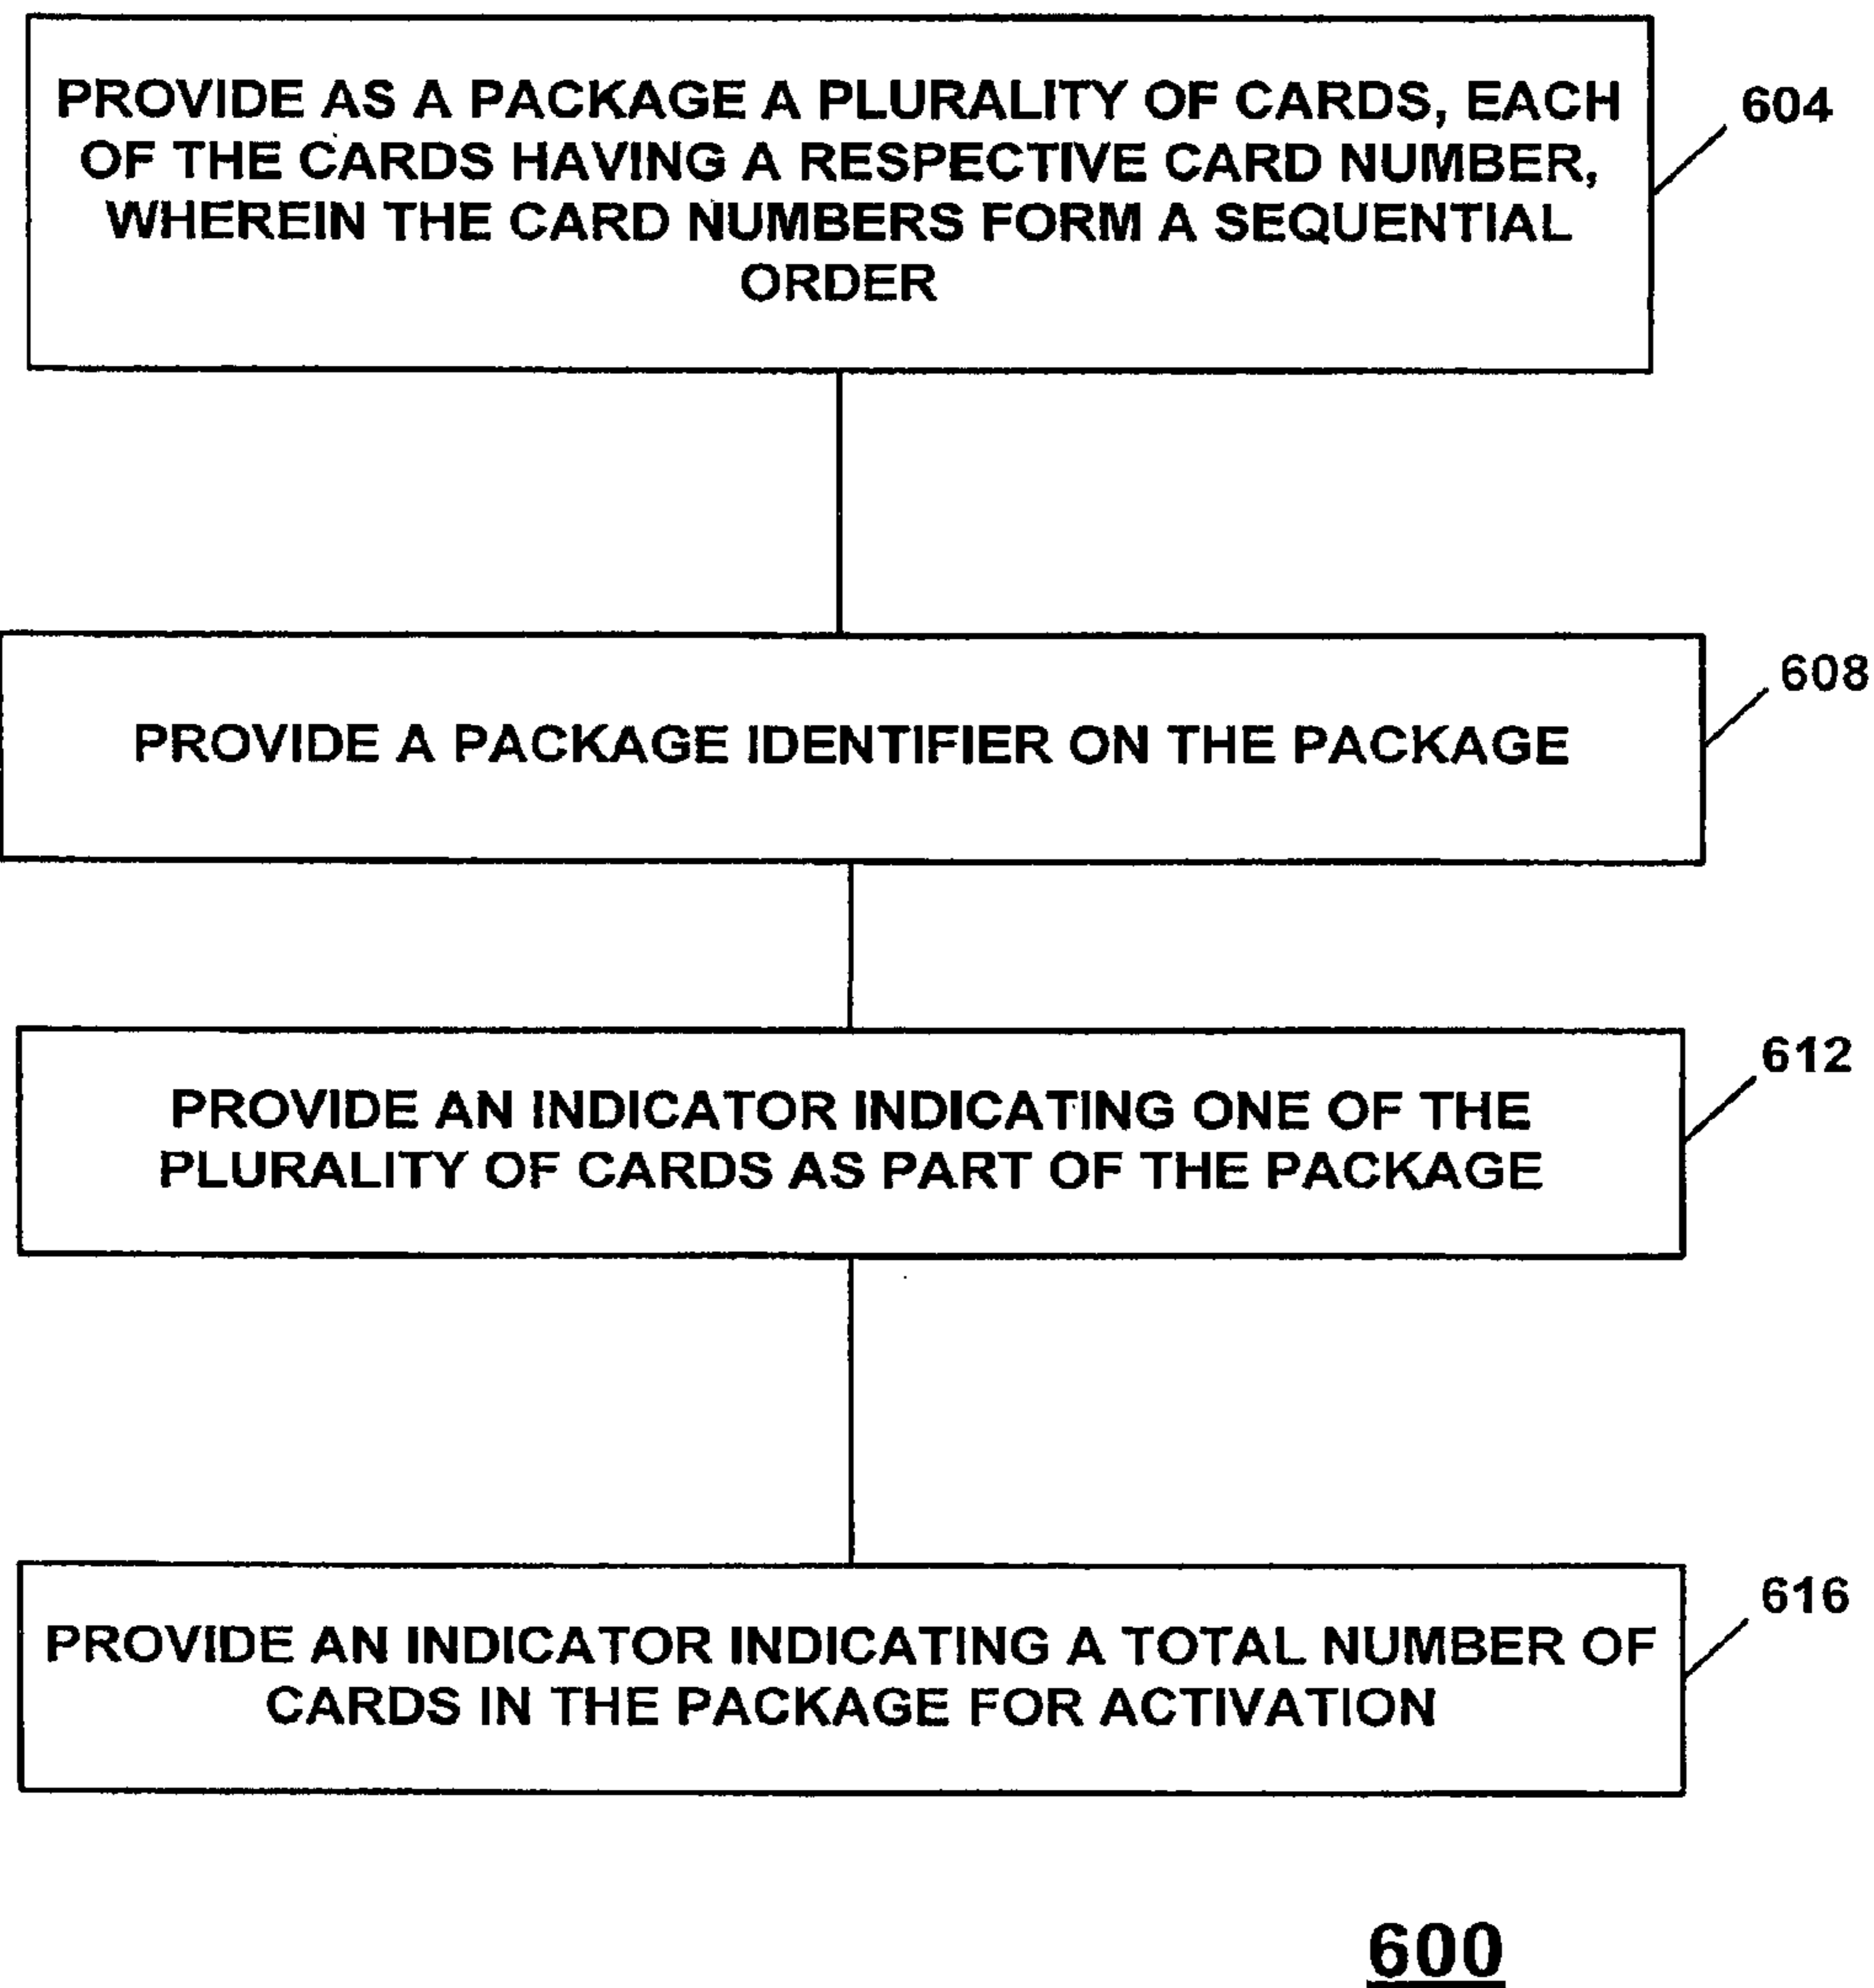 PROVIDE AS A PACKAGE A PLURALITY OF CARDS, EACH
OF THE CARDS HAVING A RESPECTIVE CARD NUMBER,
WHEREIN THE CARD NUMBERS FORM A SEQUENTIAL
ORDER
604
PROVIDE A PACKAGE IDENTIFIER ON THE PACKAGE
608
PROVIDE AN INDICATOR INDICATING ONE OF THE
PLURALITY OF CARDS AS PART OF THE PACKAGE
612
PROVIDE AN INDICATOR INDICATING A TOTAL NUMBER OF
CARDS IN THE PACKAGE FOR ACTIVATION
616
600